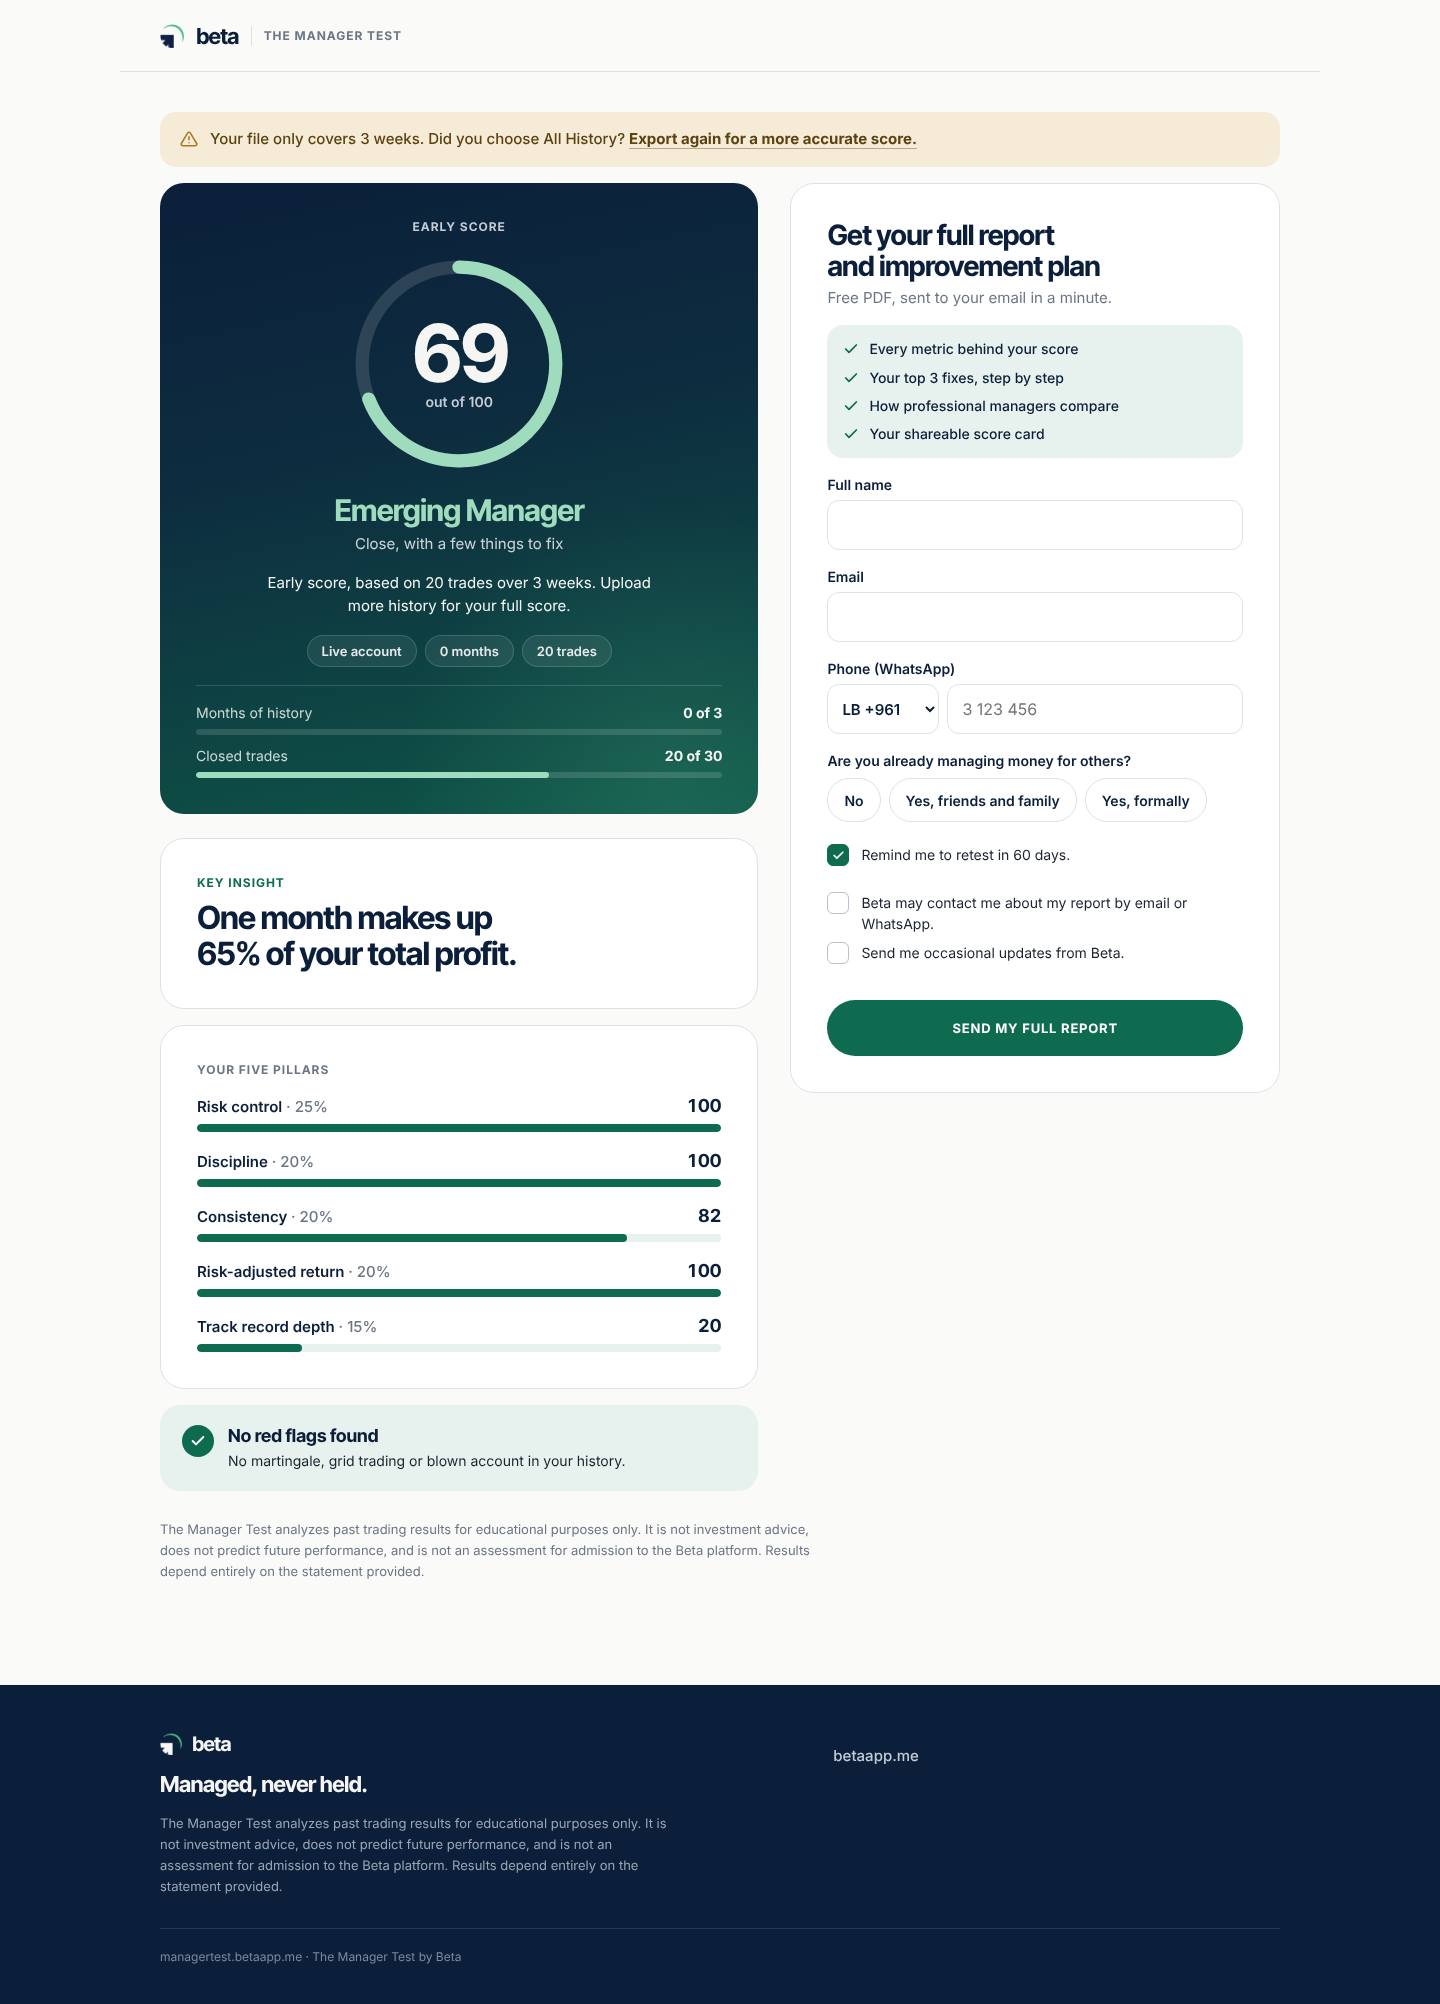 beta
THE MANAGER TEST
Your file only covers 3 weeks. Did you choose All History? Export again for a more accurate score.
EARLY SCORE
69
out of 100
Emerging Manager
Close, with a few things to fix
Early score, based on 20 trades over 3 weeks. Upload
more history for your full score.
Live account
0 months
20 trades
Months of history
0 of 3
Closed trades
20 of 30
KEY INSIGHT
One month makes up
65% of your total profit.
YOUR FIVE PILLARS
Risk control · 25%
100
Discipline · 20%
100
Consistency · 20%
82
Risk-adjusted return · 20%
100
Track record depth · 15%
20
No red flags found
No martingale, grid trading or blown account in your history.
Get your full report
and improvement plan
Free PDF, sent to your email in a minute.
Every metric behind your score
Your top 3 fixes, step by step
How professional managers compare
Your shareable score card
Full name
Email
Phone (WhatsApp)
LB +961
3 123 456
Are you already managing money for others?
No
Yes, friends and family
Yes, formally
Remind me to retest in 60 days.
Beta may contact me about my report by email or
WhatsApp.
Send me occasional updates from Beta.
SEND MY FULL REPORT
The Manager Test analyzes past trading results for educational purposes only. It is not investment advice,
does not predict future performance, and is not an assessment for admission to the Beta platform. Results
depend entirely on the statement provided.
beta
Managed, never held.
The Manager Test analyzes past trading results for educational purposes only. It is
not investment advice, does not predict future performance, and is not an
assessment for admission to the Beta platform. Results depend entirely on the
statement provided.
betaapp.me
managertest.betaapp.me · The Manager Test by Beta